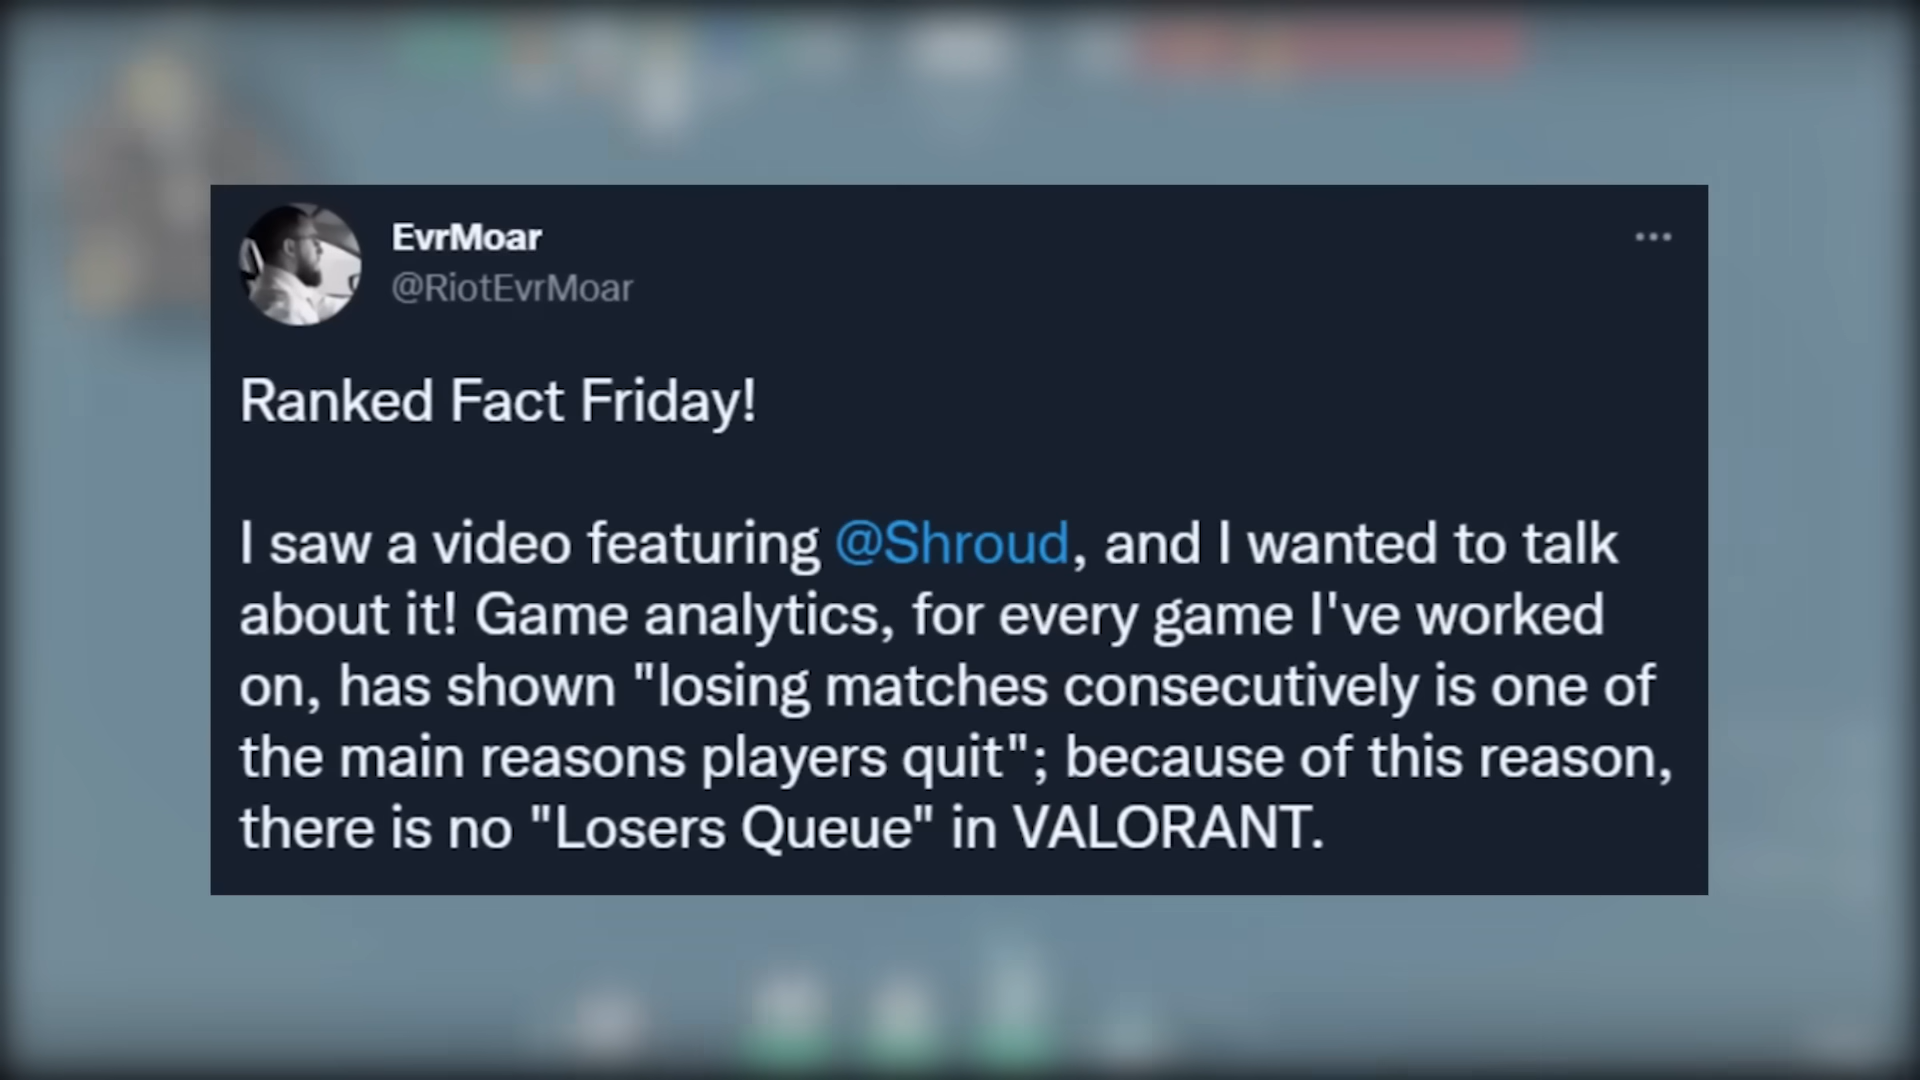 EvrMoar
@RiotEvrMoar
Ranked Fact Friday!
I saw a video featuring @Shroud, and I wanted to talk
about it! Game analytics, for every game I've worked
on, has shown "losing matches consecutively is one of
the main reasons players quit"; because of this reason,
there is no "Losers Queue" in VALORANT.